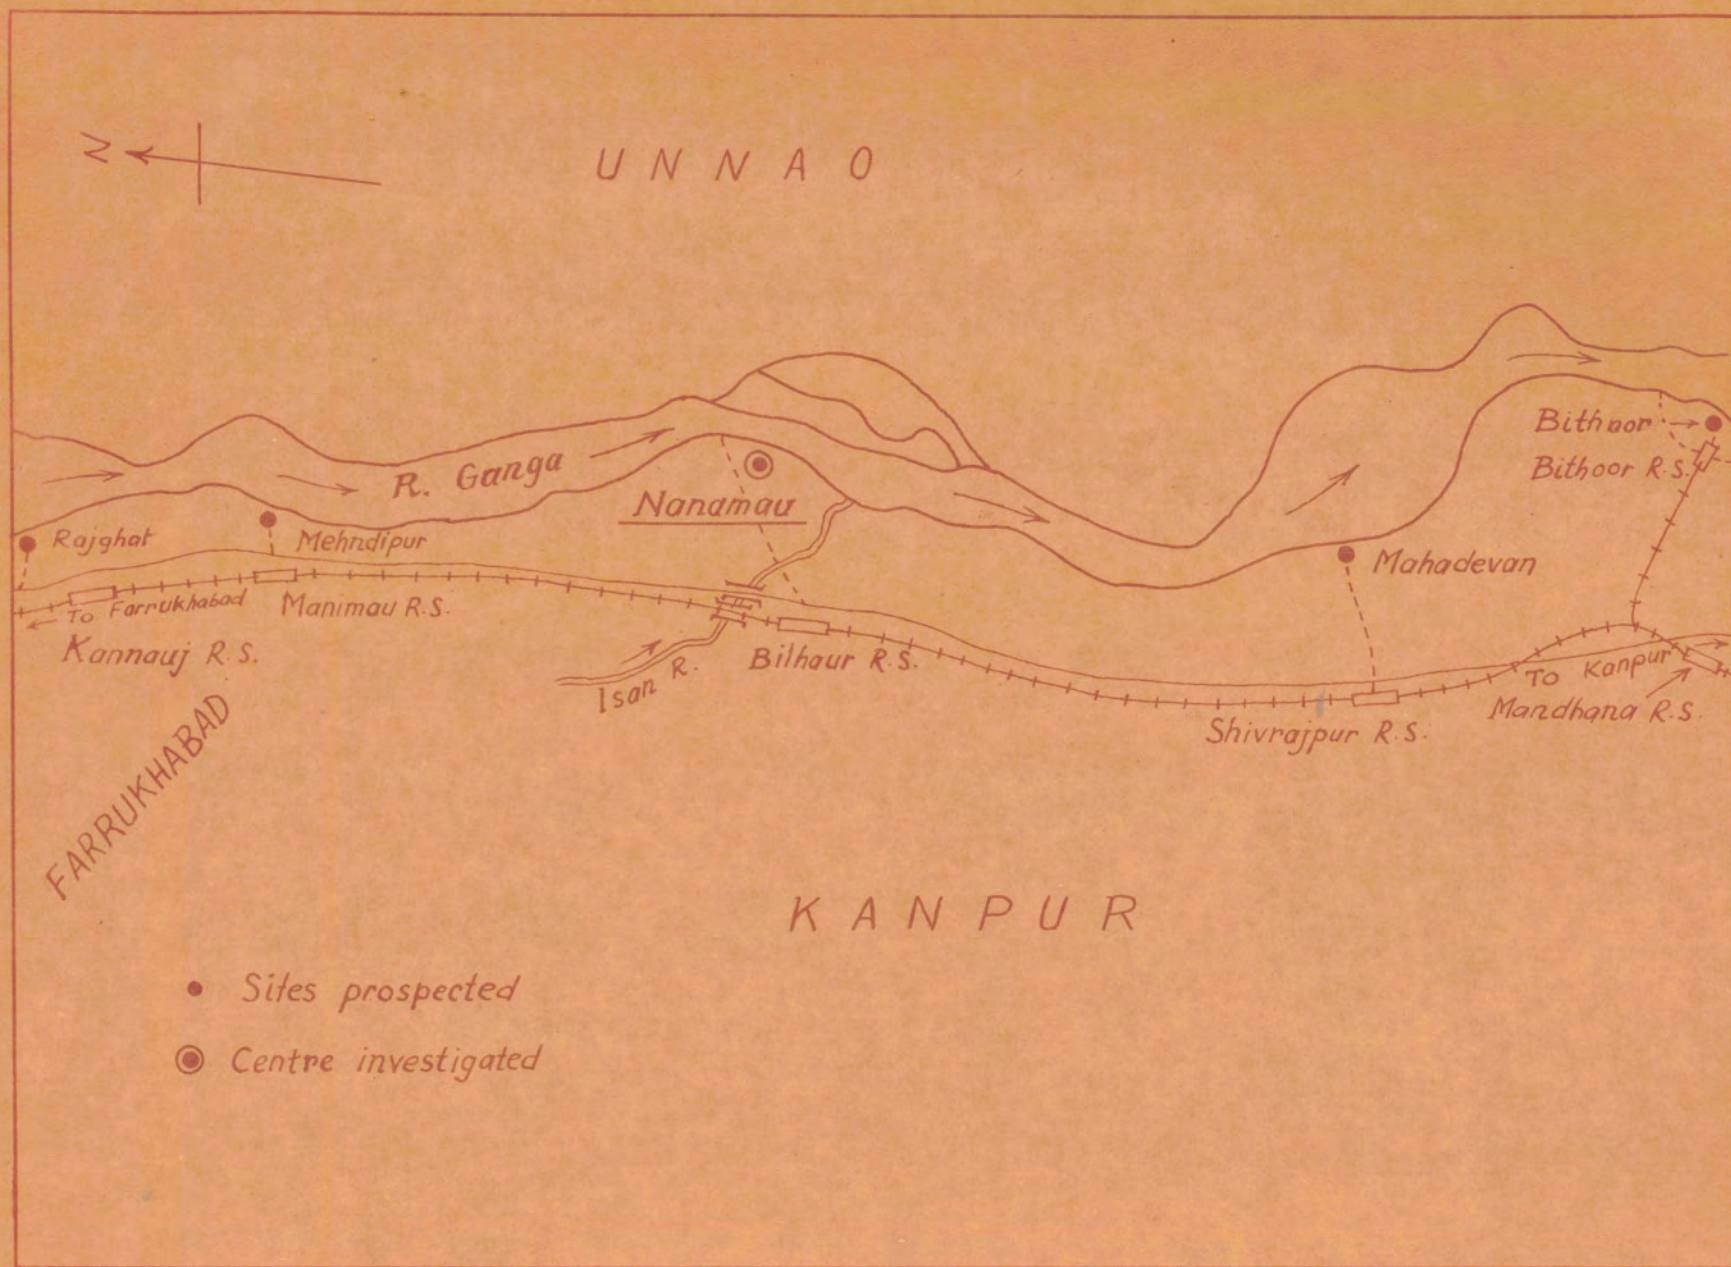 N
UNNAO
R. Ganga
Bithoor
Bithoor R.S.
Nanamau
Rajghat
Mehndipur
Mahadevan
To Farrukhabad
Manimau R.S.
Kannauj R.S.
Isan R.
Bilhaur R.S.
To Kanpur
Mandhana R.S.
Shivrajpur R.S.
FARRUKHABAD
KANPUR
Sites prospected
Centre investigated